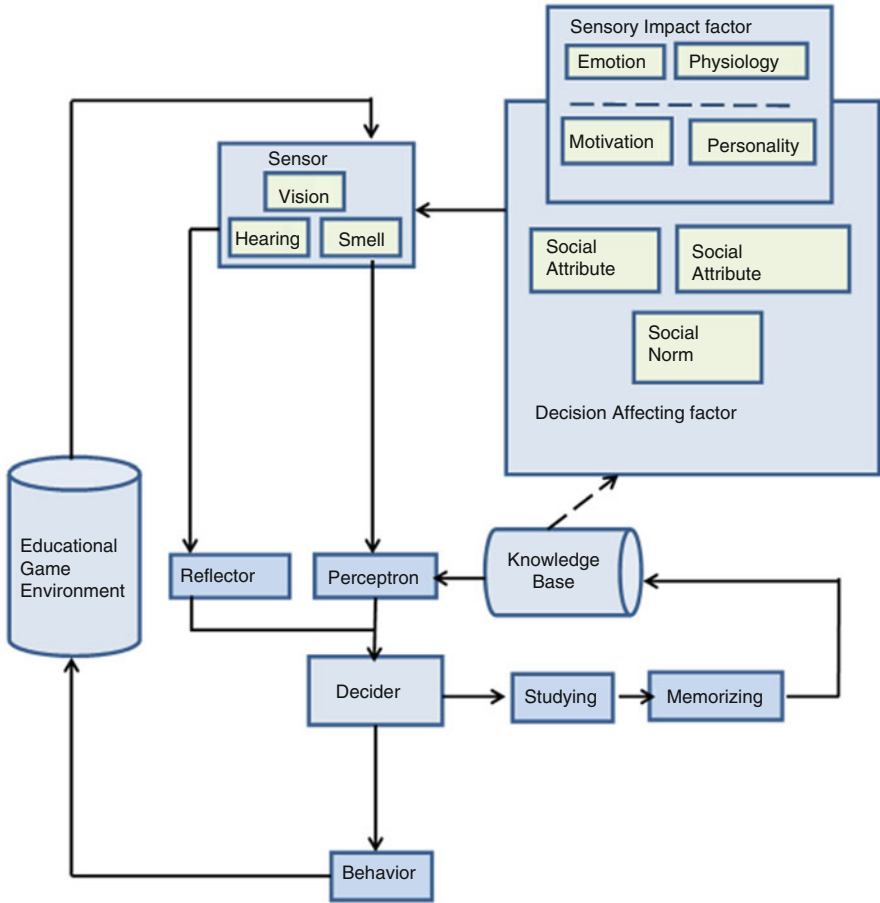 Sensory Impact factor
Emotion
Physiology
Motivation
Personality
Sensor
Vision
Hearing
Smell
Social
Attribute
Social
Attribute
Social
Norm
Decision Affecting factor
Educational
Game
Environment
Reflector
Perceptron
Knowledge
Base
Decider
Studying
Memorizing
Behavior